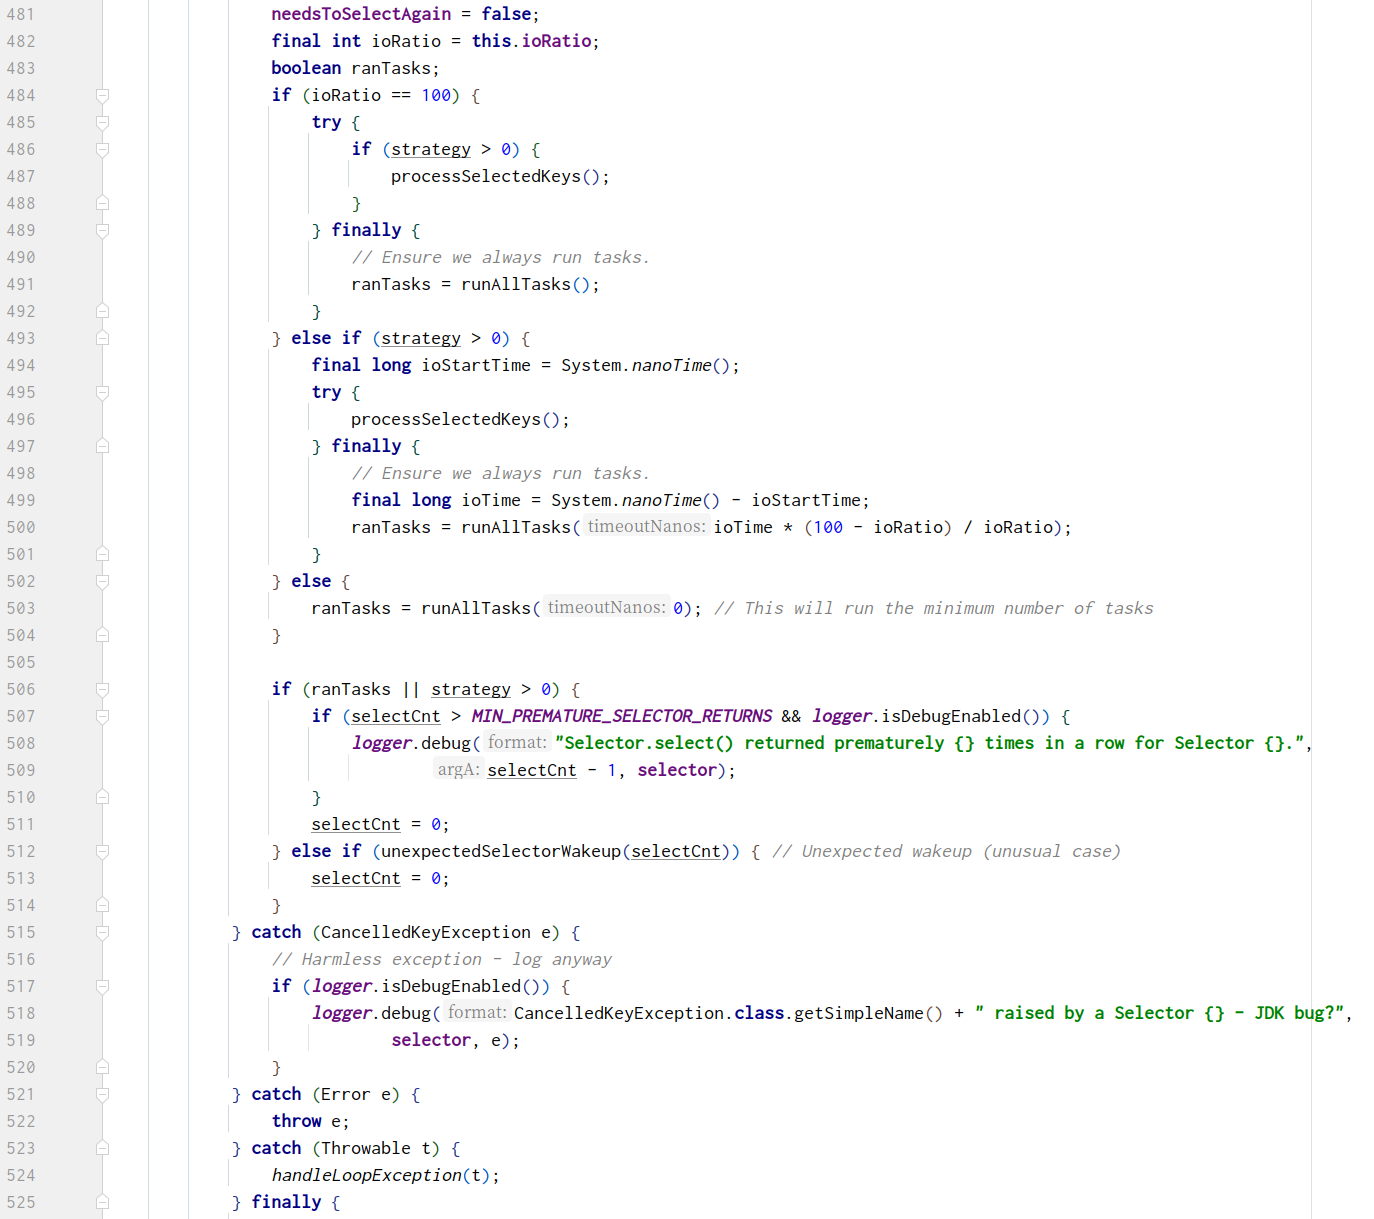 481 needsToSelectAgain = false;
482 final int ioRatio = this.ioRatio;
483 boolean ranTasks;
484 if (ioRatio == 100) {
485 try {
486 if (strategy > 0) {
487 processSelectedKeys();
488 }
489 } finally {
490 // Ensure we always run tasks.
491 ranTasks = runAllTasks();
492 }
493 } else if (strategy > 0) {
494 final long ioStartTime = System.nanoTime();
495 try {
496 processSelectedKeys();
497 } finally {
498 // Ensure we always run tasks.
499 final long ioTime = System.nanoTime() - ioStartTime;
500 ranTasks = runAllTasks( timeoutNanos: ioTime * (100 - ioRatio) / ioRatio);
501 }
502 } else {
503 ranTasks = runAllTasks( timeoutNanos: 0); // This will run the minimum number of tasks
504 }
505
506 if (ranTasks || strategy > 0) {
507 if (selectCnt > MIN_PREMATURE_SELECTOR_RETURNS && logger.isDebugEnabled()) {
508 logger.debug( format: "Selector.select() returned prematurely {} times in a row for Selector {}.",
509 argA: selectCnt - 1, selector);
510 }
511 selectCnt = 0;
512 } else if (unexpectedSelectorWakeup(selectCnt)) { // Unexpected wakeup (unusual case)
513 selectCnt = 0;
514 }
515 } catch (CancelledKeyException e) {
516 // Harmless exception - log anyway
517 if (logger.isDebugEnabled()) {
518 logger.debug( format: CancelledKeyException.class.getSimpleName() + " raised by a Selector {} - JDK bug?",
519 selector, e);
520 }
521 } catch (Error e) {
522 throw e;
523 } catch (Throwable t) {
524 handleLoopException(t);
525 } finally {